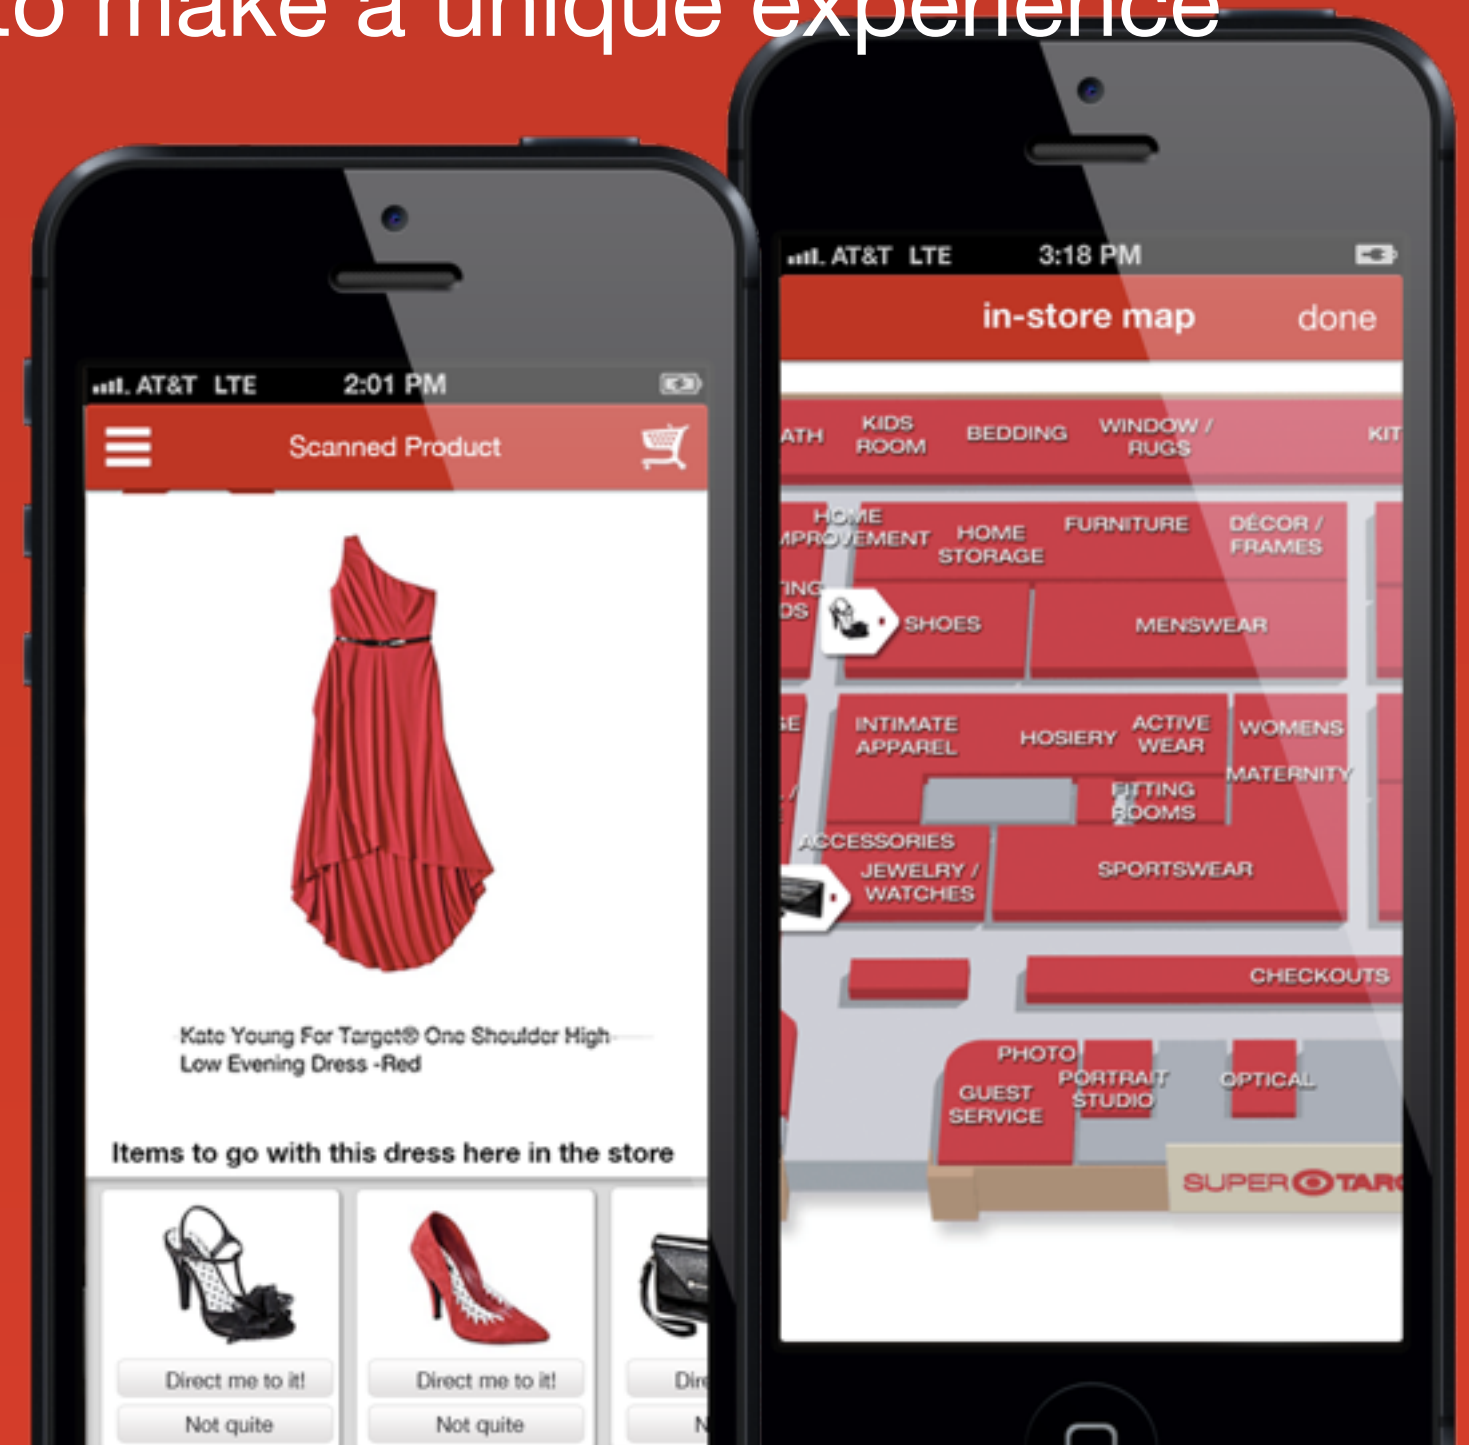 to make a unique experience
AT&T LTE 2:01 PM
Scanned Product
Kate Young For Target® One Shoulder High
Low Evening Dress -Red
Items to go with this dress here in the store
Direct me to it!
Not quite
Direct me to it!
Not quite
AT&T LTE 3:18 PM
in-store map
done
KIDS
ROOM
BEDDING
WINDOW /
RUGS
HOME
HOME
STORAGE
FURNITURE
DÉCOR /
FRAMES
SHOES
MENSWEAR
INTIMATE
APPAREL
HOSIERY
ACTIVE
WEAR
WOMENS
MATERNITY
FITTING
ROOMS
ACCESSORIES
JEWELRY /
WATCHES
SPORTSWEAR
CHECKOUTS
PHOTO
GUEST
SERVICE
PORTRAIT
STUDIO
OPTICAL
SUPER